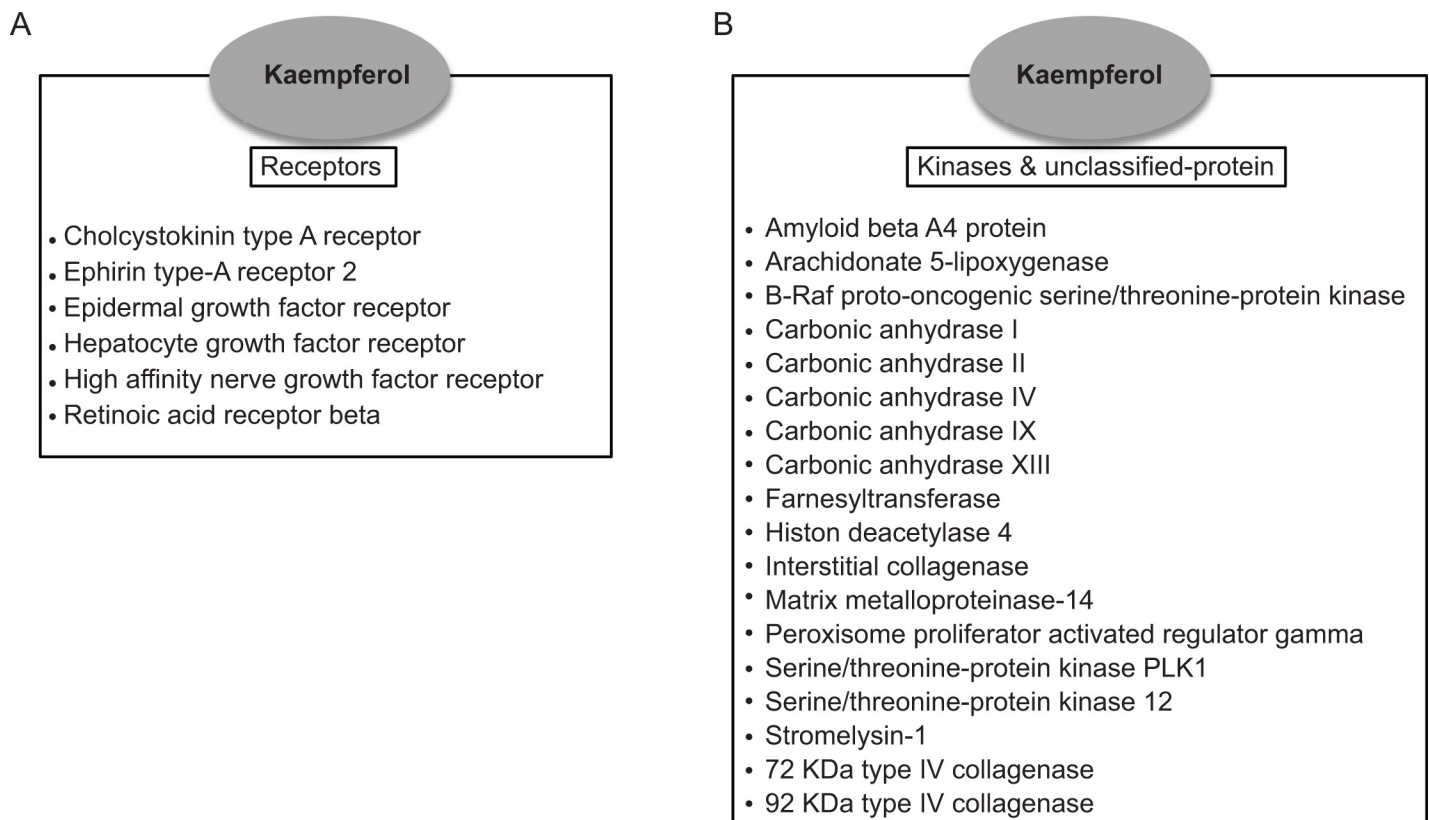 A
Kaempferol
Receptors
• Cholcystokinin type A receptor
• Ephirin type-A receptor 2
• Epidermal growth factor receptor
• Hepatocyte growth factor receptor
• High affinity nerve growth factor receptor
• Retinoic acid receptor beta
B
Kaempferol
Kinases & unclassified-protein
• Amyloid beta A4 protein
• Arachidonate 5-lipoxygenase
• B-Raf proto-oncogenic serine/threonine-protein kinase
• Carbonic anhydrase I
• Carbonic anhydrase II
• Carbonic anhydrase IV
• Carbonic anhydrase IX
• Carbonic anhydrase XIII
• Farnesyltransferase
• Histon deacetylase 4
• Interstitial collagenase
• Matrix metalloproteinase-14
• Peroxisome proliferator activated regulator gamma
• Serine/threonine-protein kinase PLK1
• Serine/threonine-protein kinase 12
• Stromelysin-1
• 72 KDa type IV collagenase
• 92 KDa type IV collagenase